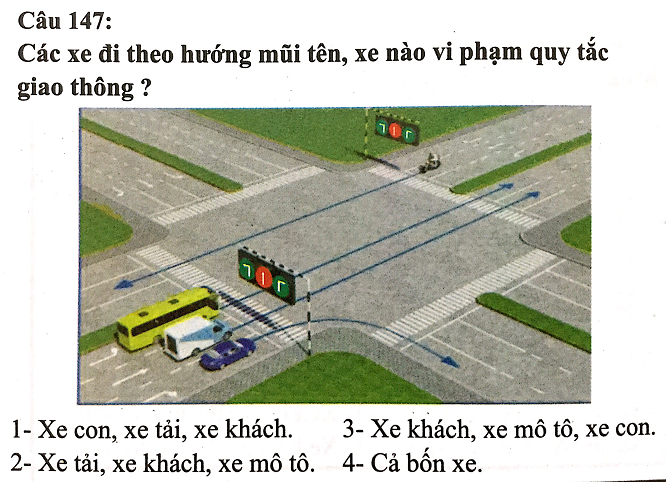 Câu 147:
Các xe đi theo hướng mũi tên, xe nào vi phạm quy tắc
giao thông ?
1- Xe con, xe tải, xe khách.
3- Xe khách, xe mô tô, xe con.
2- Xe tải, xe khách, xe mô tô.
4- Cả bốn xe.